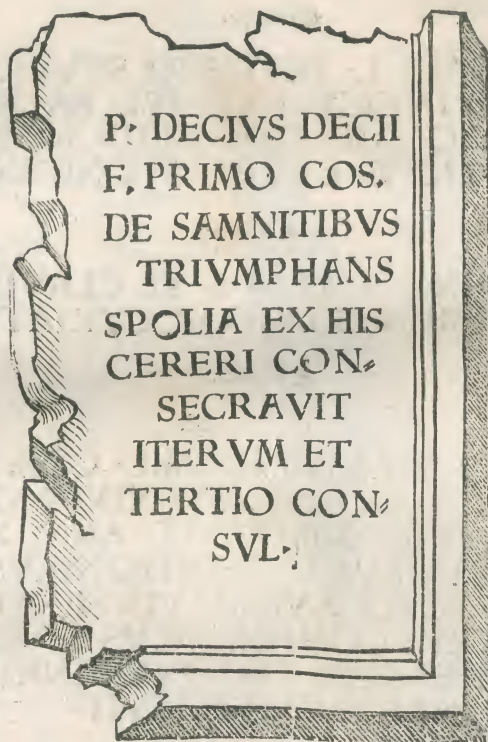 P. DECIVS DECII
F. PRIMO COS.
DE SAMNITIBVS
TRIVMPHANS
SPOLIA EX HIS
CERERI CON⸗
SECRAVIT
ITERVM ET
TERTIO CON⸗
SVL.